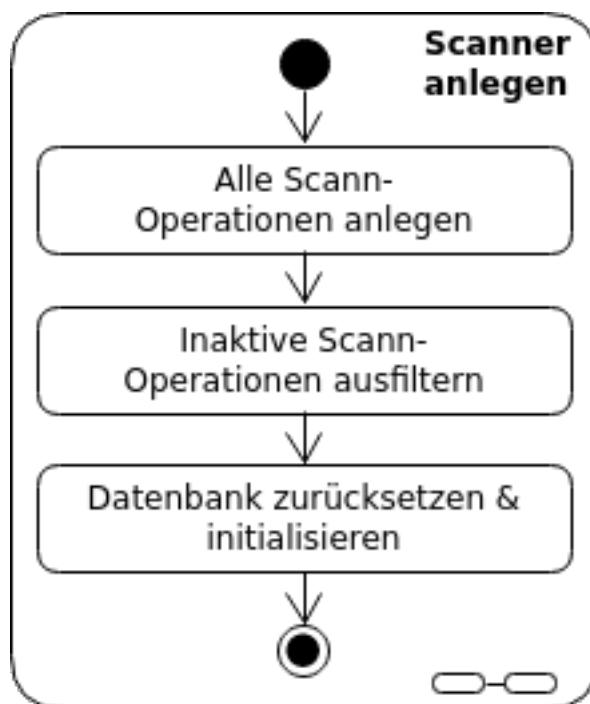 Scanner
anlegen
Alle Scann-
Operationen anlegen
Inaktive Scann-
Operationen ausfiltern
Datenbank zurücksetzen &
initialisieren